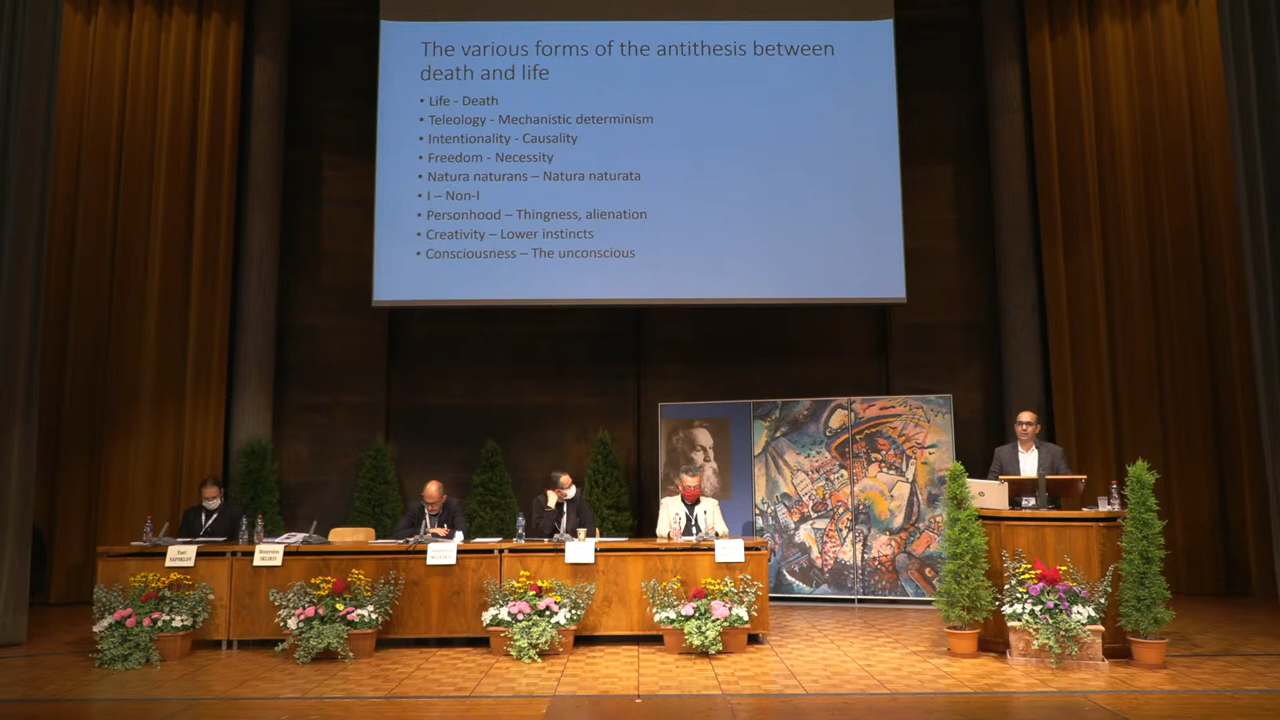 The various forms of the antithesis between
death and life
• Life - Death
• Teleology - Mechanistic determinism
• Intentionality - Causality
• Freedom - Necessity
• Natura naturans – Natura naturata
• I – Non-I
• Personhood – Thingness, alienation
• Creativity – Lower instincts
• Consciousness – The unconscious
hp